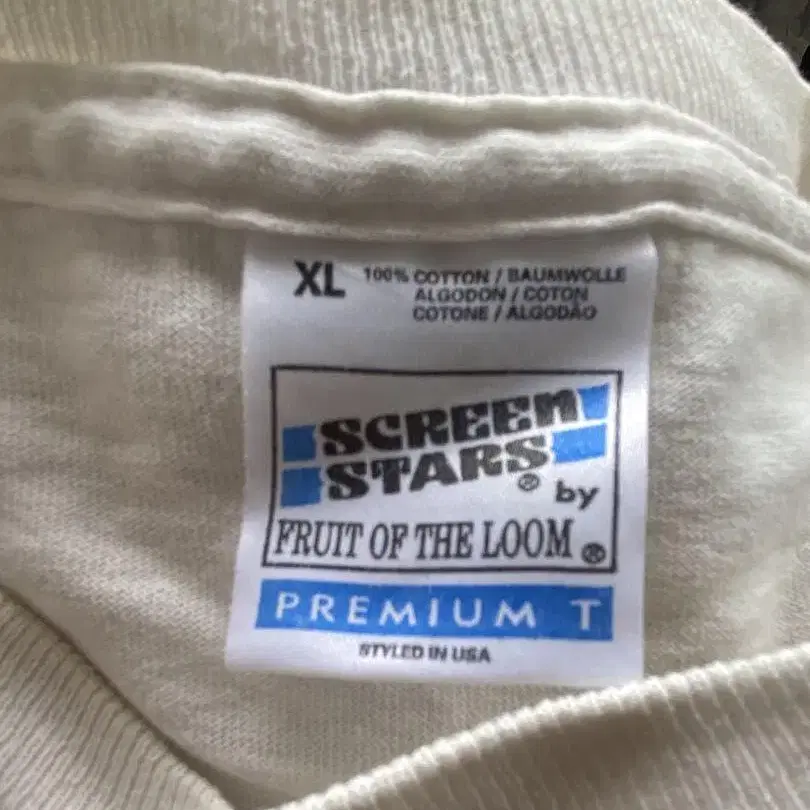 XL 100% COTTON / BAUMWOLLE
ALGODON / COTON
COTONE / ALGODÃO
SCREEN
STARS® by
FRUIT OF THE LOOM®
PREMIUM T
STYLED IN USA